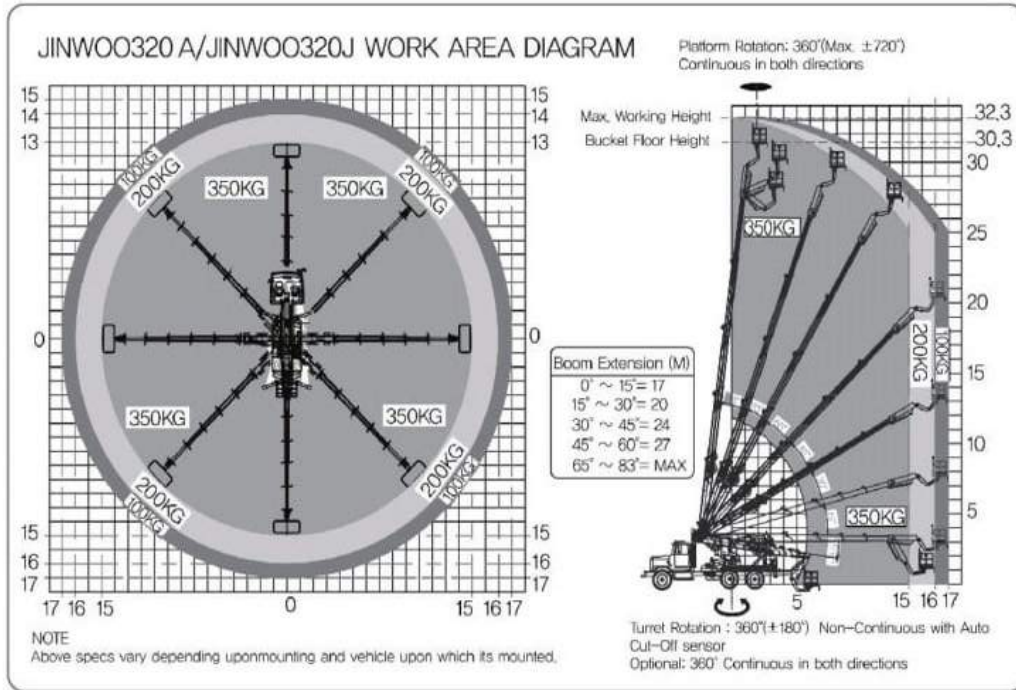 JINWOO320 A/JINWOO320J WORK AREA DIAGRAM
Platform Rotation: 360°(Max. ±720°)
Continuous in both directions
15
14
13
0
15
16
17
17 16 15
0
15 16 17
15
14
13
0
15
16
17
100KG
200KG
350KG
350KG
200KG
100KG
350KG
350KG
200KG
100KG
200KG
100KG
Max, Working Height
Bucket Floor Height
32,3
30,3
30
25
20
15
10
5
350KG
200KG
100KG
350KG
5
15 16 17
Boom Extension (M)
0° ~ 15°= 17
15° ~ 30°= 20
30° ~ 45°= 24
45° ~ 60°= 27
65° ~ 83°= MAX
NOTE
Above specs vary depending uponmounting and vehicle upon which its mounted,
Turret Rotation : 360°(±180°) Non-Continuous with Auto
Cut-Off sensor
Optional: 360° Continuous in both directions